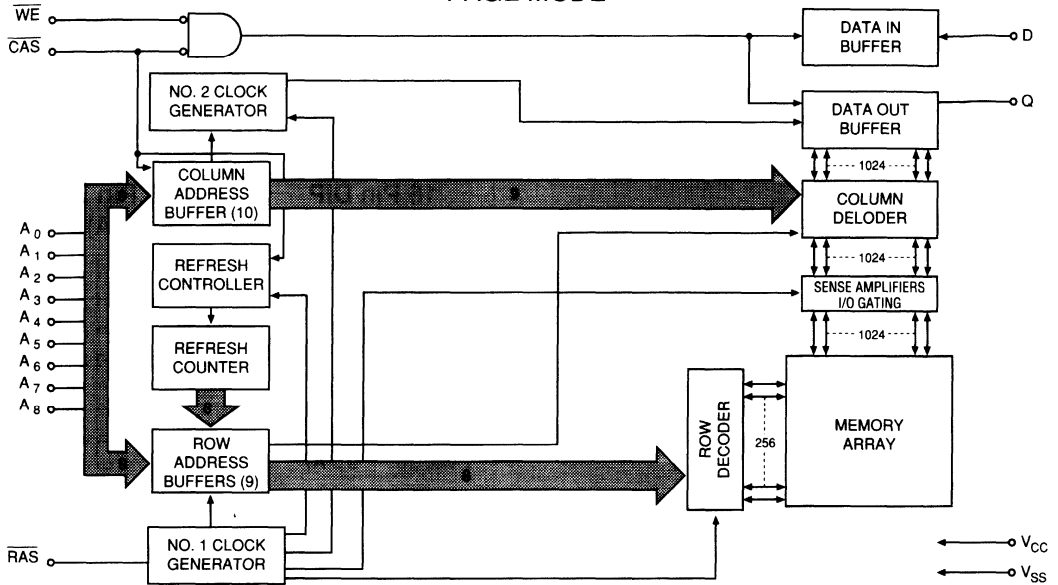 PAGE MODE
WE
CAS
NO. 2 CLOCK
GENERATOR
DATA IN
BUFFER
D
DATA OUT
BUFFER
Q
1024
COLUMN
ADDRESS
BUFFER (10)
9
COLUMN
DELODER
1024
REFRESH
CONTROLLER
SENSE AMPLIFIERS
I/O GATING
1024
REFRESH
COUNTER
A0
A1
A2
A3
A4
A5
A6
A7
A8
ROW
ADDRESS
BUFFERS (9)
ROW
DECODER
256
MEMORY
ARRAY
RAS
NO. 1 CLOCK
GENERATOR
VCC
VSS